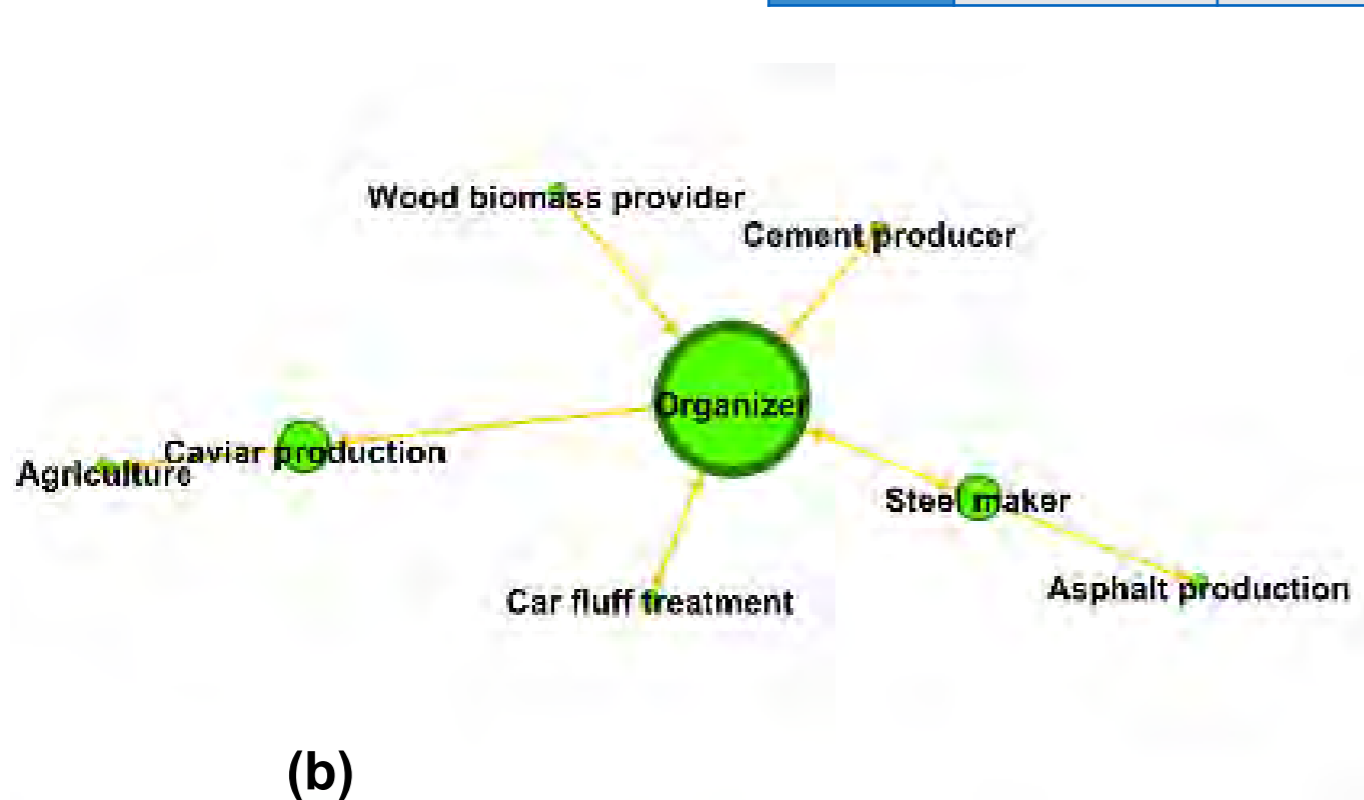 Wood biomass provider
Cement producer
Organizer
Caviar production
Agriculture
Steel maker
Asphalt production
Car fluff treatment
(b)